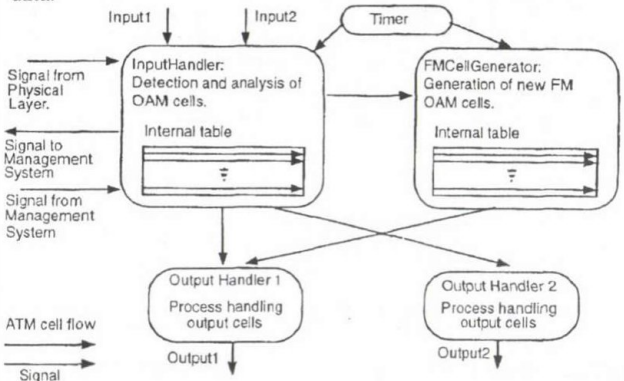 Input1
Input2
Timer
Signal from
Physical
Layer.
Signal to
Management
System
Signal from
Management
System
InputHandler:
Detection and analysis of
OAM cells.
Internal table
FMCellGenerator:
Generation of new FM
OAM cells.
Internal table
Output Handler 1
Process handling
output cells
Output1
Output Handler 2
Process handling
output cells
Output2
ATM cell flow
Signal